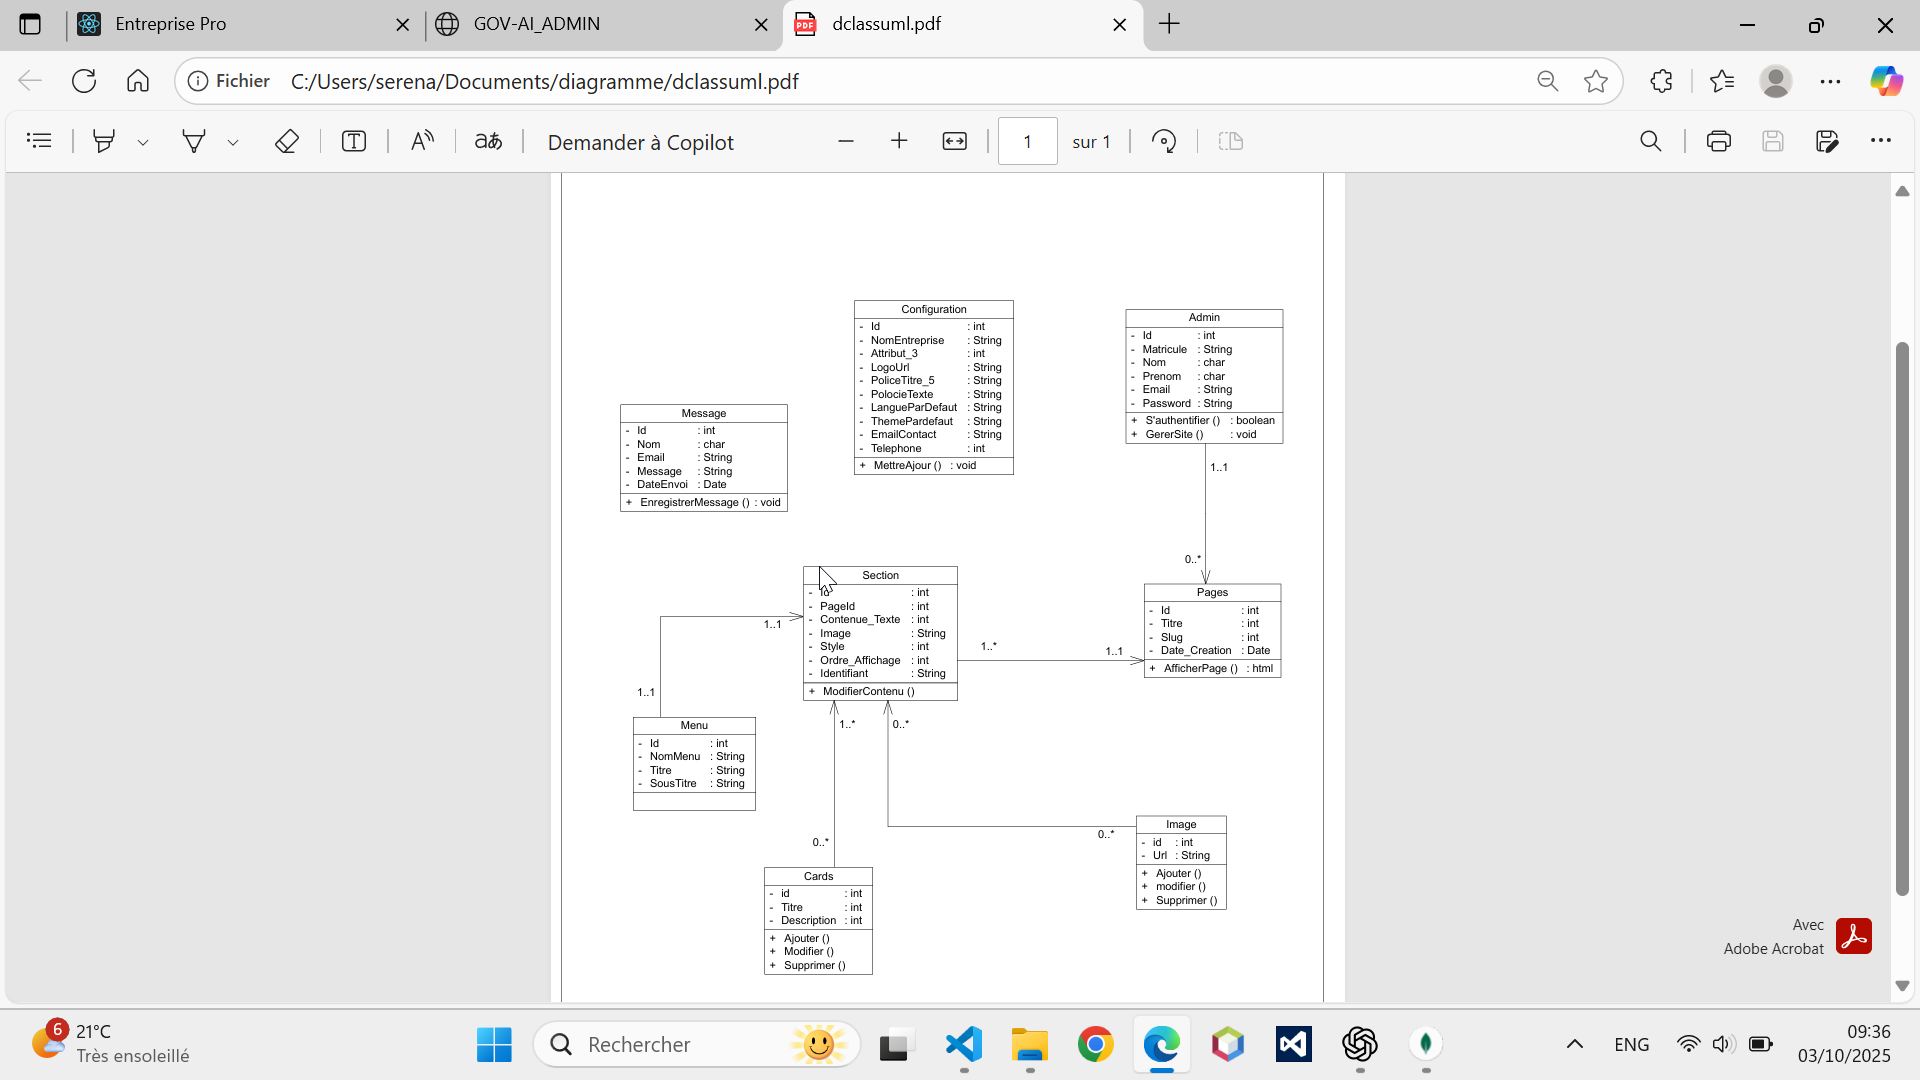 Entreprise Pro
GOV-AI_ADMIN
dclassuml.pdf
Fichier
C:/Users/serena/Documents/diagramme/dclassuml.pdf
aあ
Demander à Copilot
1 sur 1
Configuration
- Id : int
- NomEntreprise : String
- Attribut_3 : int
- LogoUrl : String
- PoliceTitre_5 : String
- PolocieTexte : String
- LangueParDefaut : String
- ThemePardefaut : String
- EmailContact : String
- Telephone : int
+ MettreAjour () : void
Admin
- Id : int
- Matricule : String
- Nom : char
- Prenom : char
- Email : String
- Password : String
+ S'authentifier () : boolean
+ GererSite () : void
Message
- Id : int
- Nom : char
- Email : String
- Message : String
- DateEnvoi : Date
+ EnregistrerMessage () : void
1..1
0..*
Section
- Id : int
- PageId : int
- Contenue_Texte : int
- Image : String
- Style : int
- Ordre_Affichage : int
- Identifiant : String
+ ModifierContenu ()
Pages
- Id : int
- Titre : int
- Slug : int
- Date_Creation : Date
+ AfficherPage () : html
1..1
1..*
1..1
1..1
Menu
- Id : int
- NomMenu : String
- Titre : String
- SousTitre : String
1..*
0..*
0..*
0..*
Image
- id : int
- Url : String
+ Ajouter ()
+ modifier ()
+ Supprimer ()
Cards
- id : int
- Titre : int
- Description : int
+ Ajouter ()
+ Modifier ()
+ Supprimer ()
Avec
Adobe Acrobat
6
21°C
Très ensoleillé
Rechercher
ENG
09:36
03/10/2025